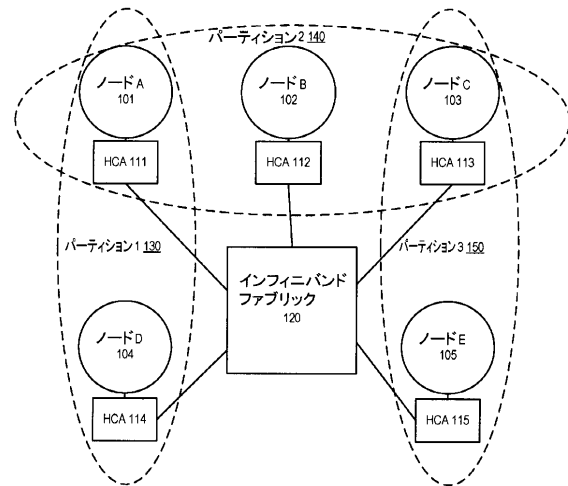 パーティション2 140
ノードA
101
ノードB
102
ノードC
103
HCA 111
HCA 112
HCA 113
パーティション1 130
パーティション3 150
インフィニバンド
ファブリック
120
ノードD
104
ノードE
105
HCA 114
HCA 115